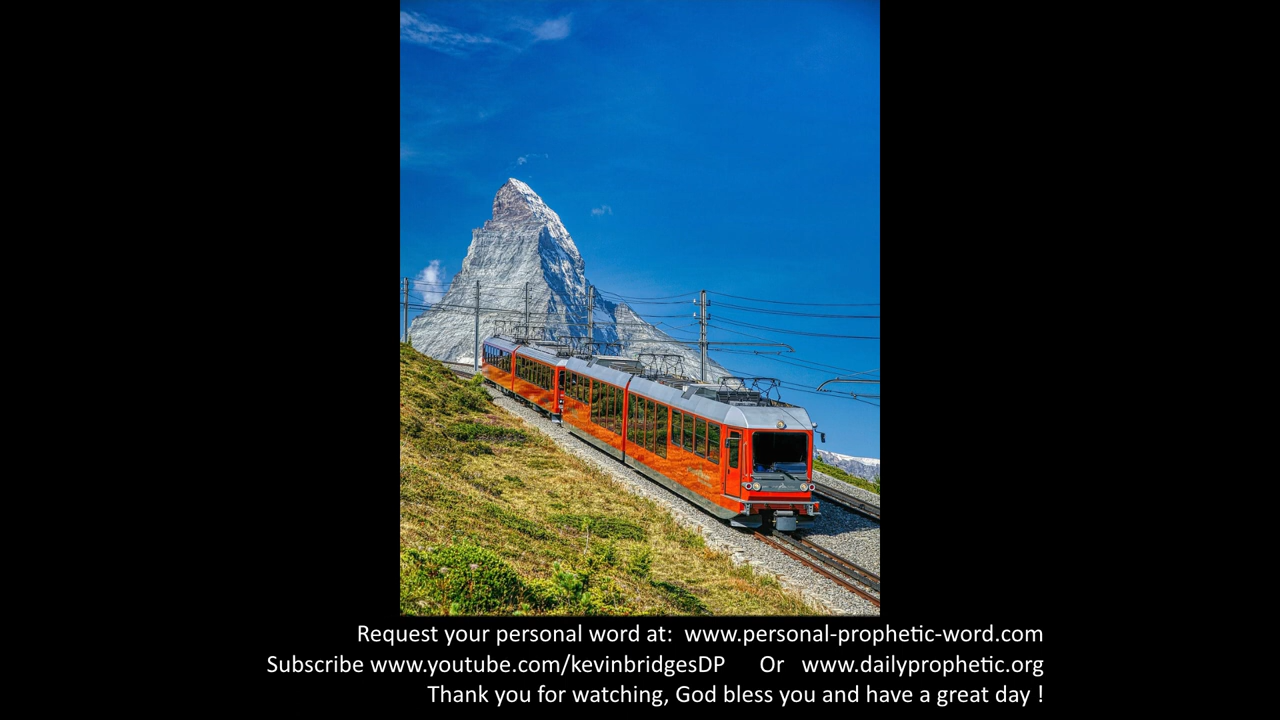 Request your personal word at:  www.personal-prophetic-word.com
Subscribe www.youtube.com/kevinbridgesDP      Or   www.dailyprophetic.org
Thank you for watching, God bless you and have a great day !